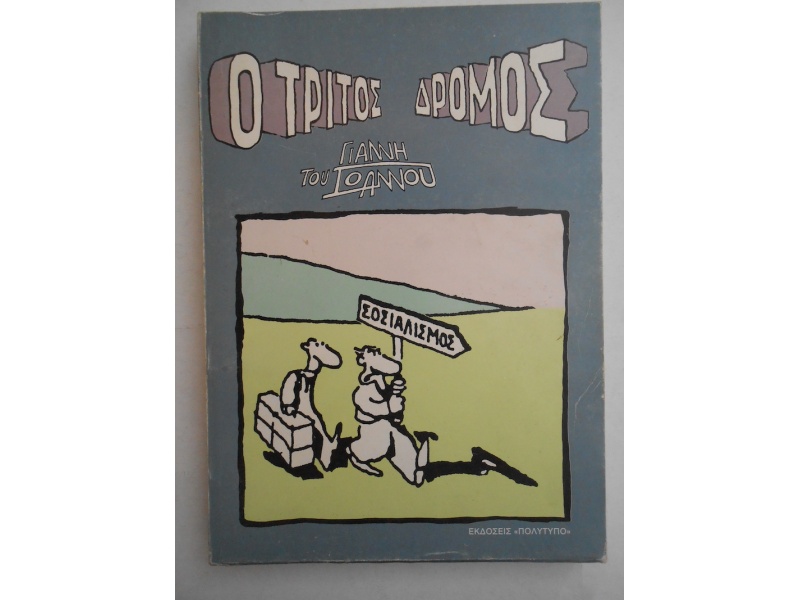 Ο ΤΡΙΤΟΣ ΔΡΟΜΟΣ
ΓΙΑΝΝΗ
ΤΟΥ ΙΩΑΝΝΟΥ
ΣΟΣΙΑΛΙΣΜΟΣ
ΕΚΔΟΣΕΙΣ «ΠΟΛΥΤΥΠΟ»